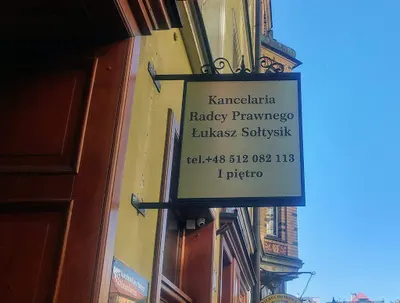 Kancelaria
Radcy Prawnego
Łukasz Sołtysik
tel.+48 512 082 113
I piętro